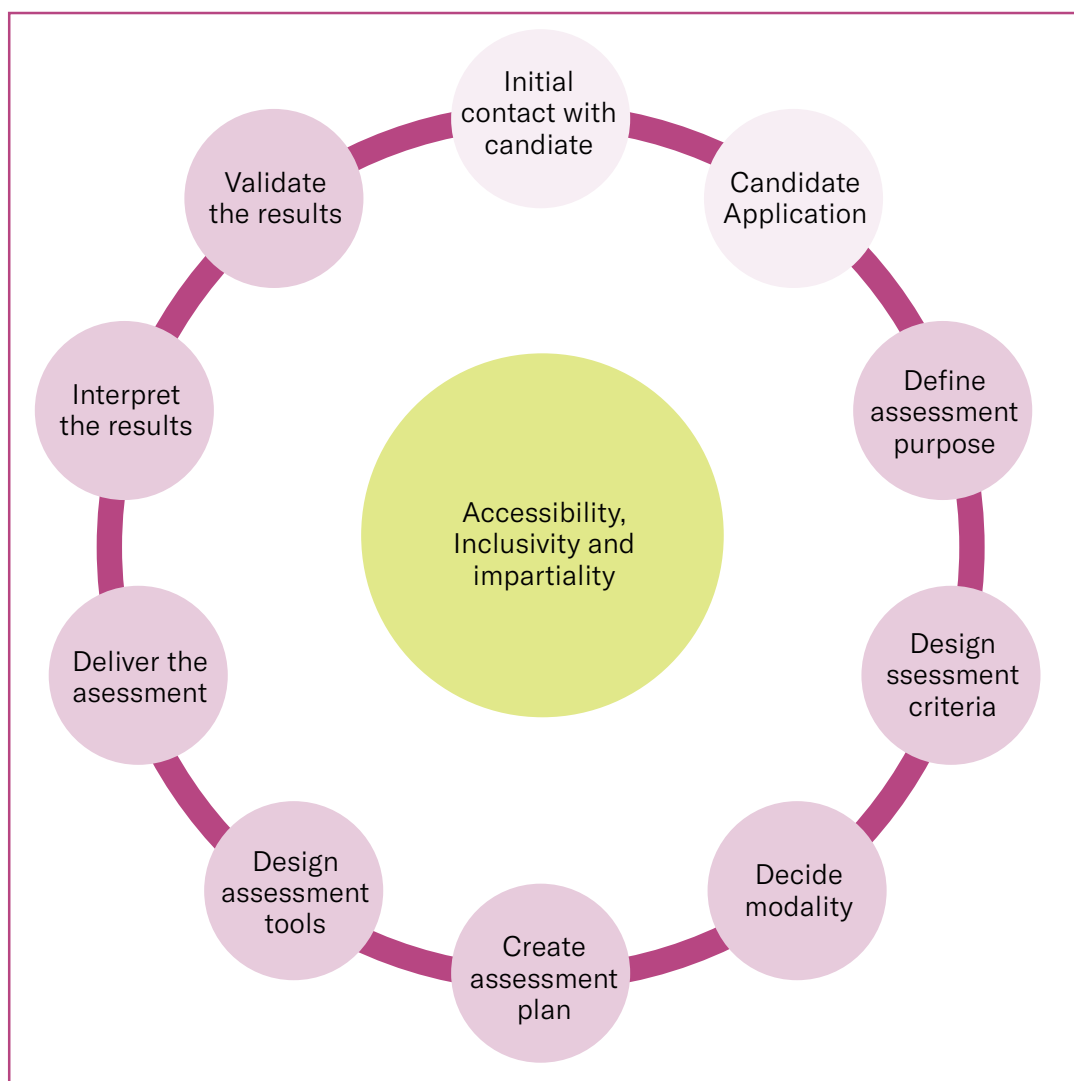 Initial
contact with
candiate
Candidate
Application
Define
assessment
purpose
Design
ssessment
criteria
Decide
modality
Create
assessment
plan
Design
assessment
tools
Deliver the
asessment
Interpret
the results
Validate
the results
Accessibility,
Inclusivity and
impartiality